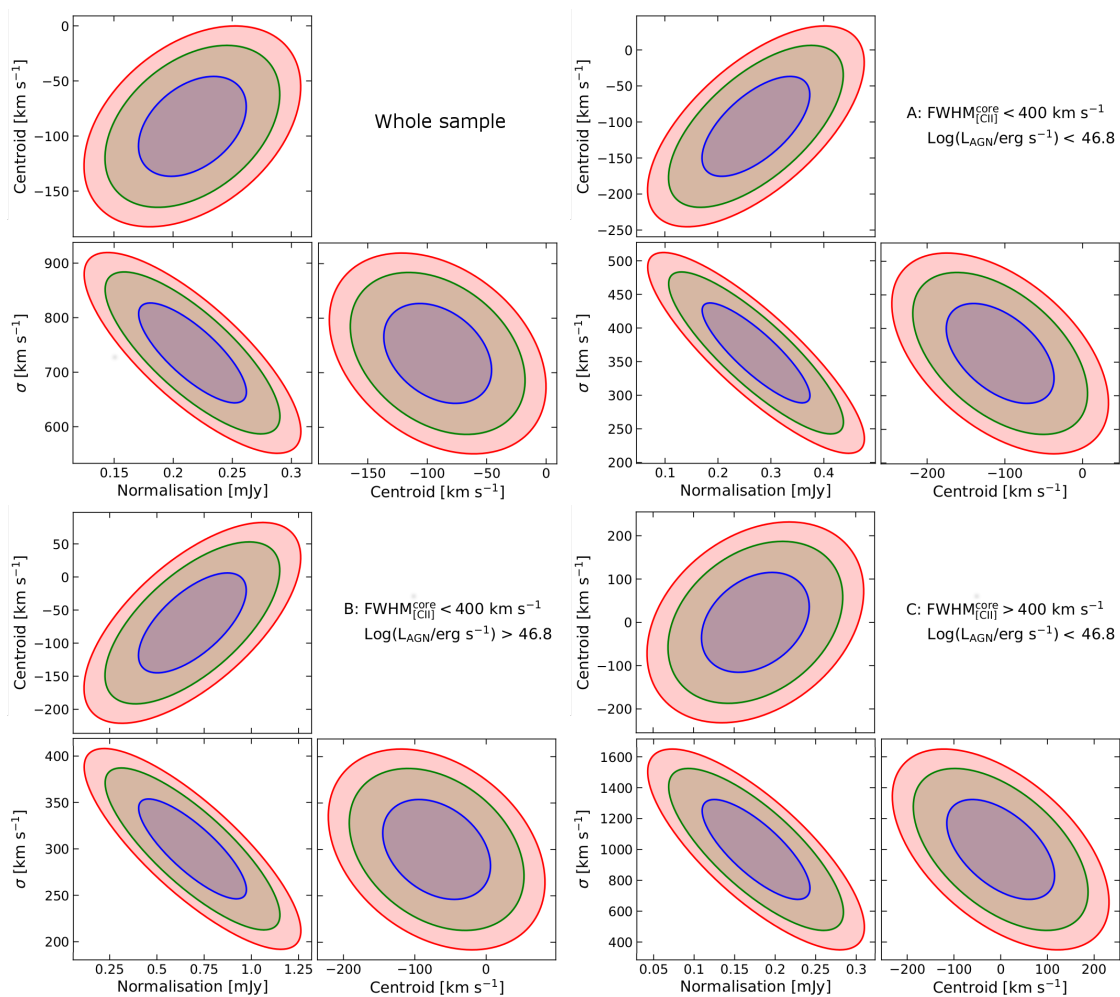 0
−50
−100
−150
Centroid [km s⁻¹]
Whole sample
900
800
700
600
σ [km s⁻¹]
0.15 0.2 0.25 0.3
Normalisation [mJy]
−150 −100 −50 0
Centroid [km s⁻¹]
0
−50
−100
−150
−200
−250
Centroid [km s⁻¹]
A: FWHM^core_[CII] < 400 km s⁻¹
Log(L_AGN/erg s⁻¹) < 46.8
500
450
400
350
300
250
200
σ [km s⁻¹]
0.1 0.2 0.3 0.4
Normalisation [mJy]
−200 −100 0
Centroid [km s⁻¹]
50
0
−50
−100
−150
−200
Centroid [km s⁻¹]
B: FWHM^core_[CII] < 400 km s⁻¹
Log(L_AGN/erg s⁻¹) > 46.8
400
350
300
250
200
σ [km s⁻¹]
0.25 0.5 0.75 1.0 1.25
Normalisation [mJy]
−200 −100 0
Centroid [km s⁻¹]
200
100
0
−100
−200
Centroid [km s⁻¹]
C: FWHM^core_[CII] > 400 km s⁻¹
Log(L_AGN/erg s⁻¹) < 46.8
1600
1400
1200
1000
800
600
400
σ [km s⁻¹]
0.05 0.1 0.15 0.2 0.25 0.3
Normalisation [mJy]
−200 −100 0 100 200
Centroid [km s⁻¹]